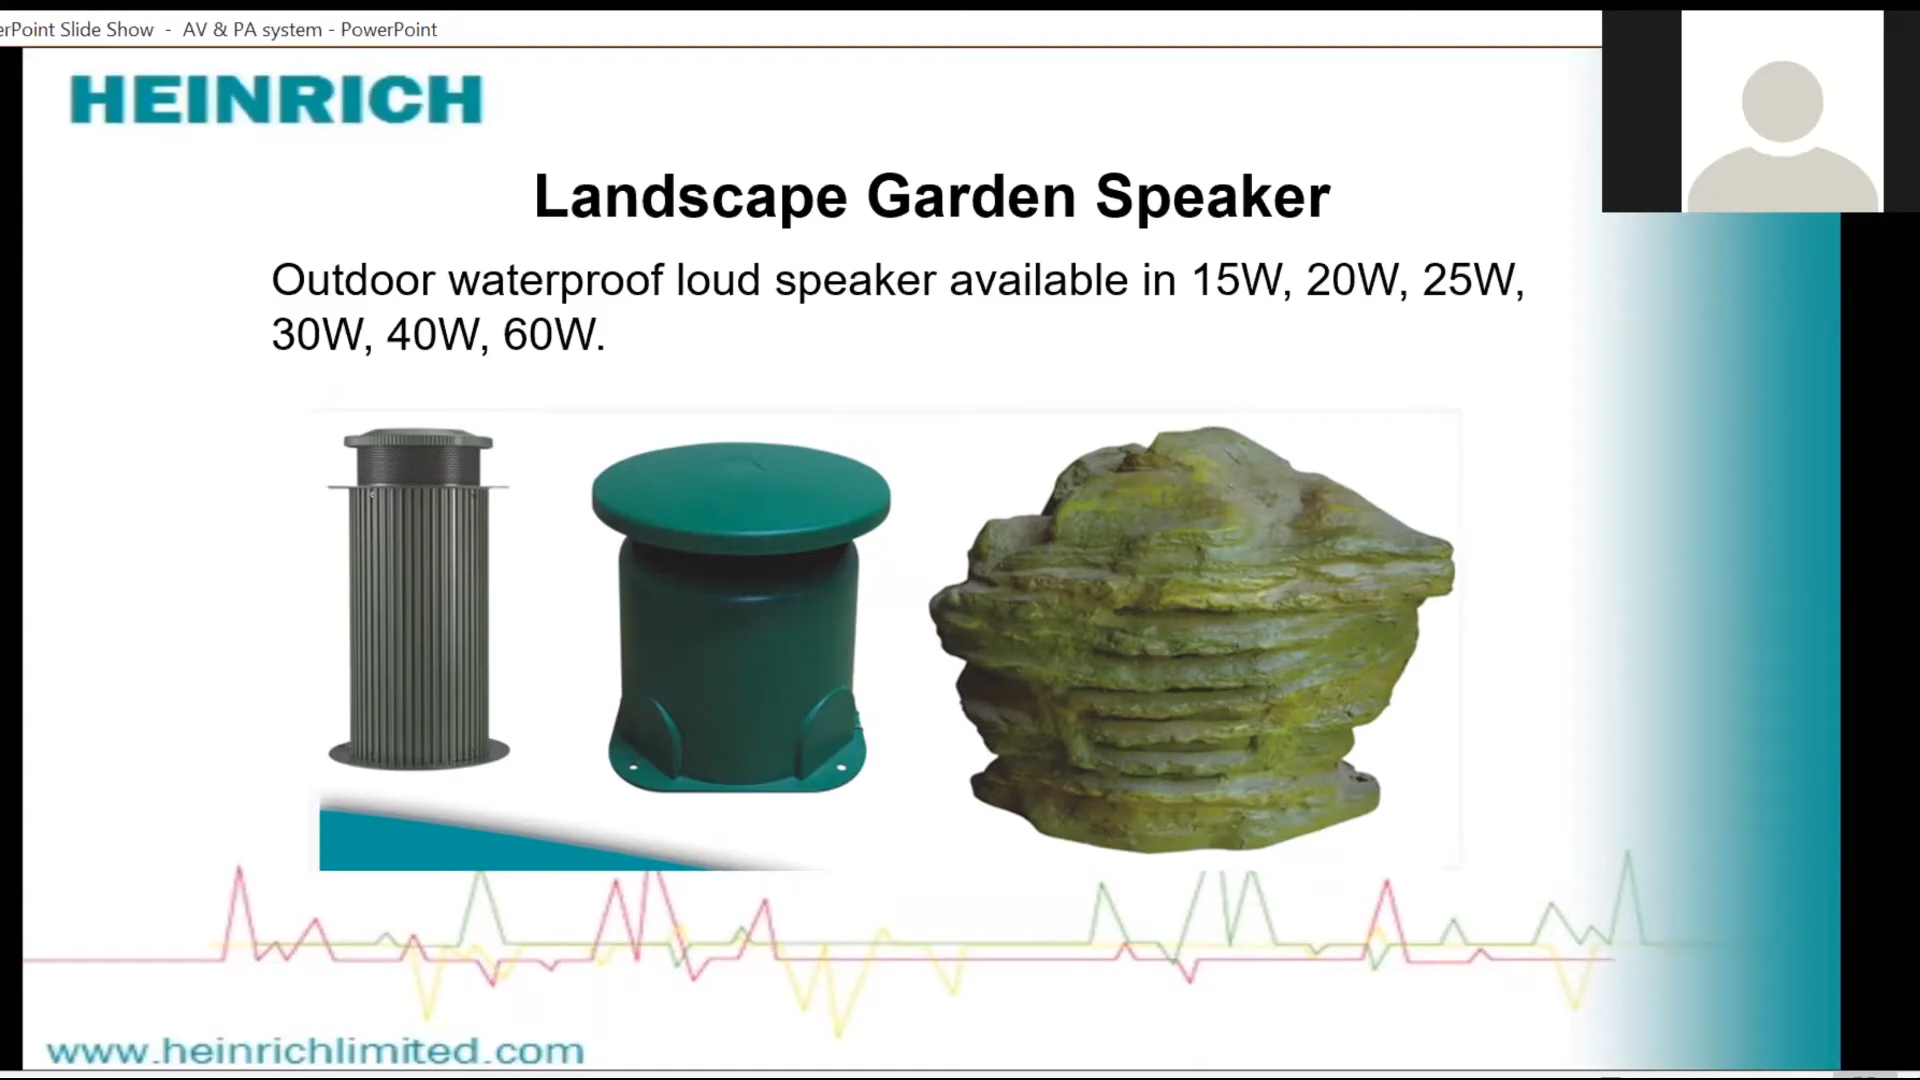 erPoint Slide Show - AV & PA system - PowerPoint
HEINRICH
Landscape Garden Speaker
Outdoor waterproof loud speaker available in 15W, 20W, 25W,
30W, 40W, 60W.
www.heinrichlimited.com